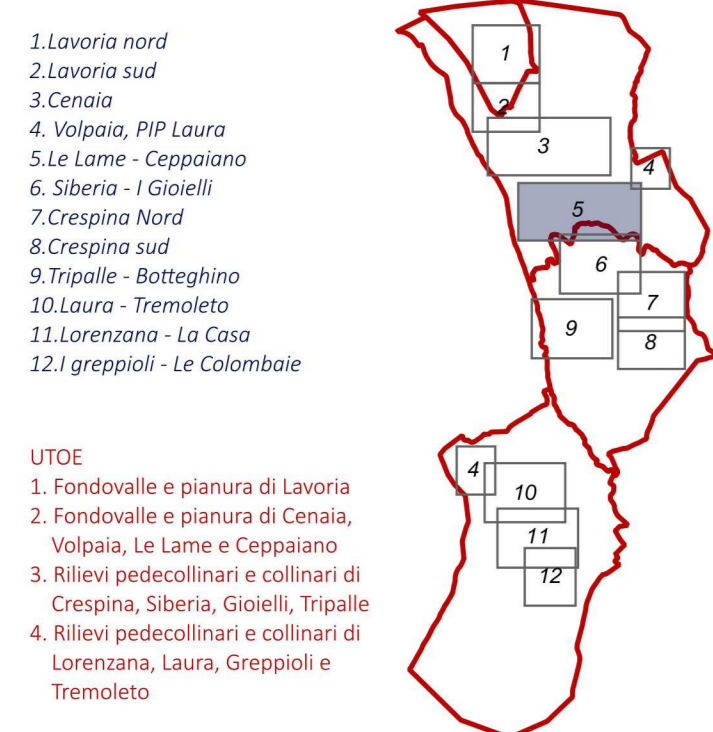 1.Lavoria nord
2.Lavoria sud
3.Cenaia
4. Volpaia, PIP Laura
5.Le Lame - Ceppaiano
6. Siberia - I Gioielli
7.Crespina Nord
8.Crespina sud
9.Tripalle - Botteghino
10.Laura - Tremoleto
11.Lorenzana - La Casa
12.I greppioli - Le Colombaie
UTOE
1. Fondovalle e pianura di Lavoria
2. Fondovalle e pianura di Cenaia,
Volpaia, Le Lame e Ceppaiano
3. Rilievi pedecollinari e collinari di
Crespina, Siberia, Gioielli, Tripalle
4. Rilievi pedecollinari e collinari di
Lorenzana, Laura, Greppioli e
Tremoleto
1
2
3
4
5
6
7
9
8
4
10
11
12